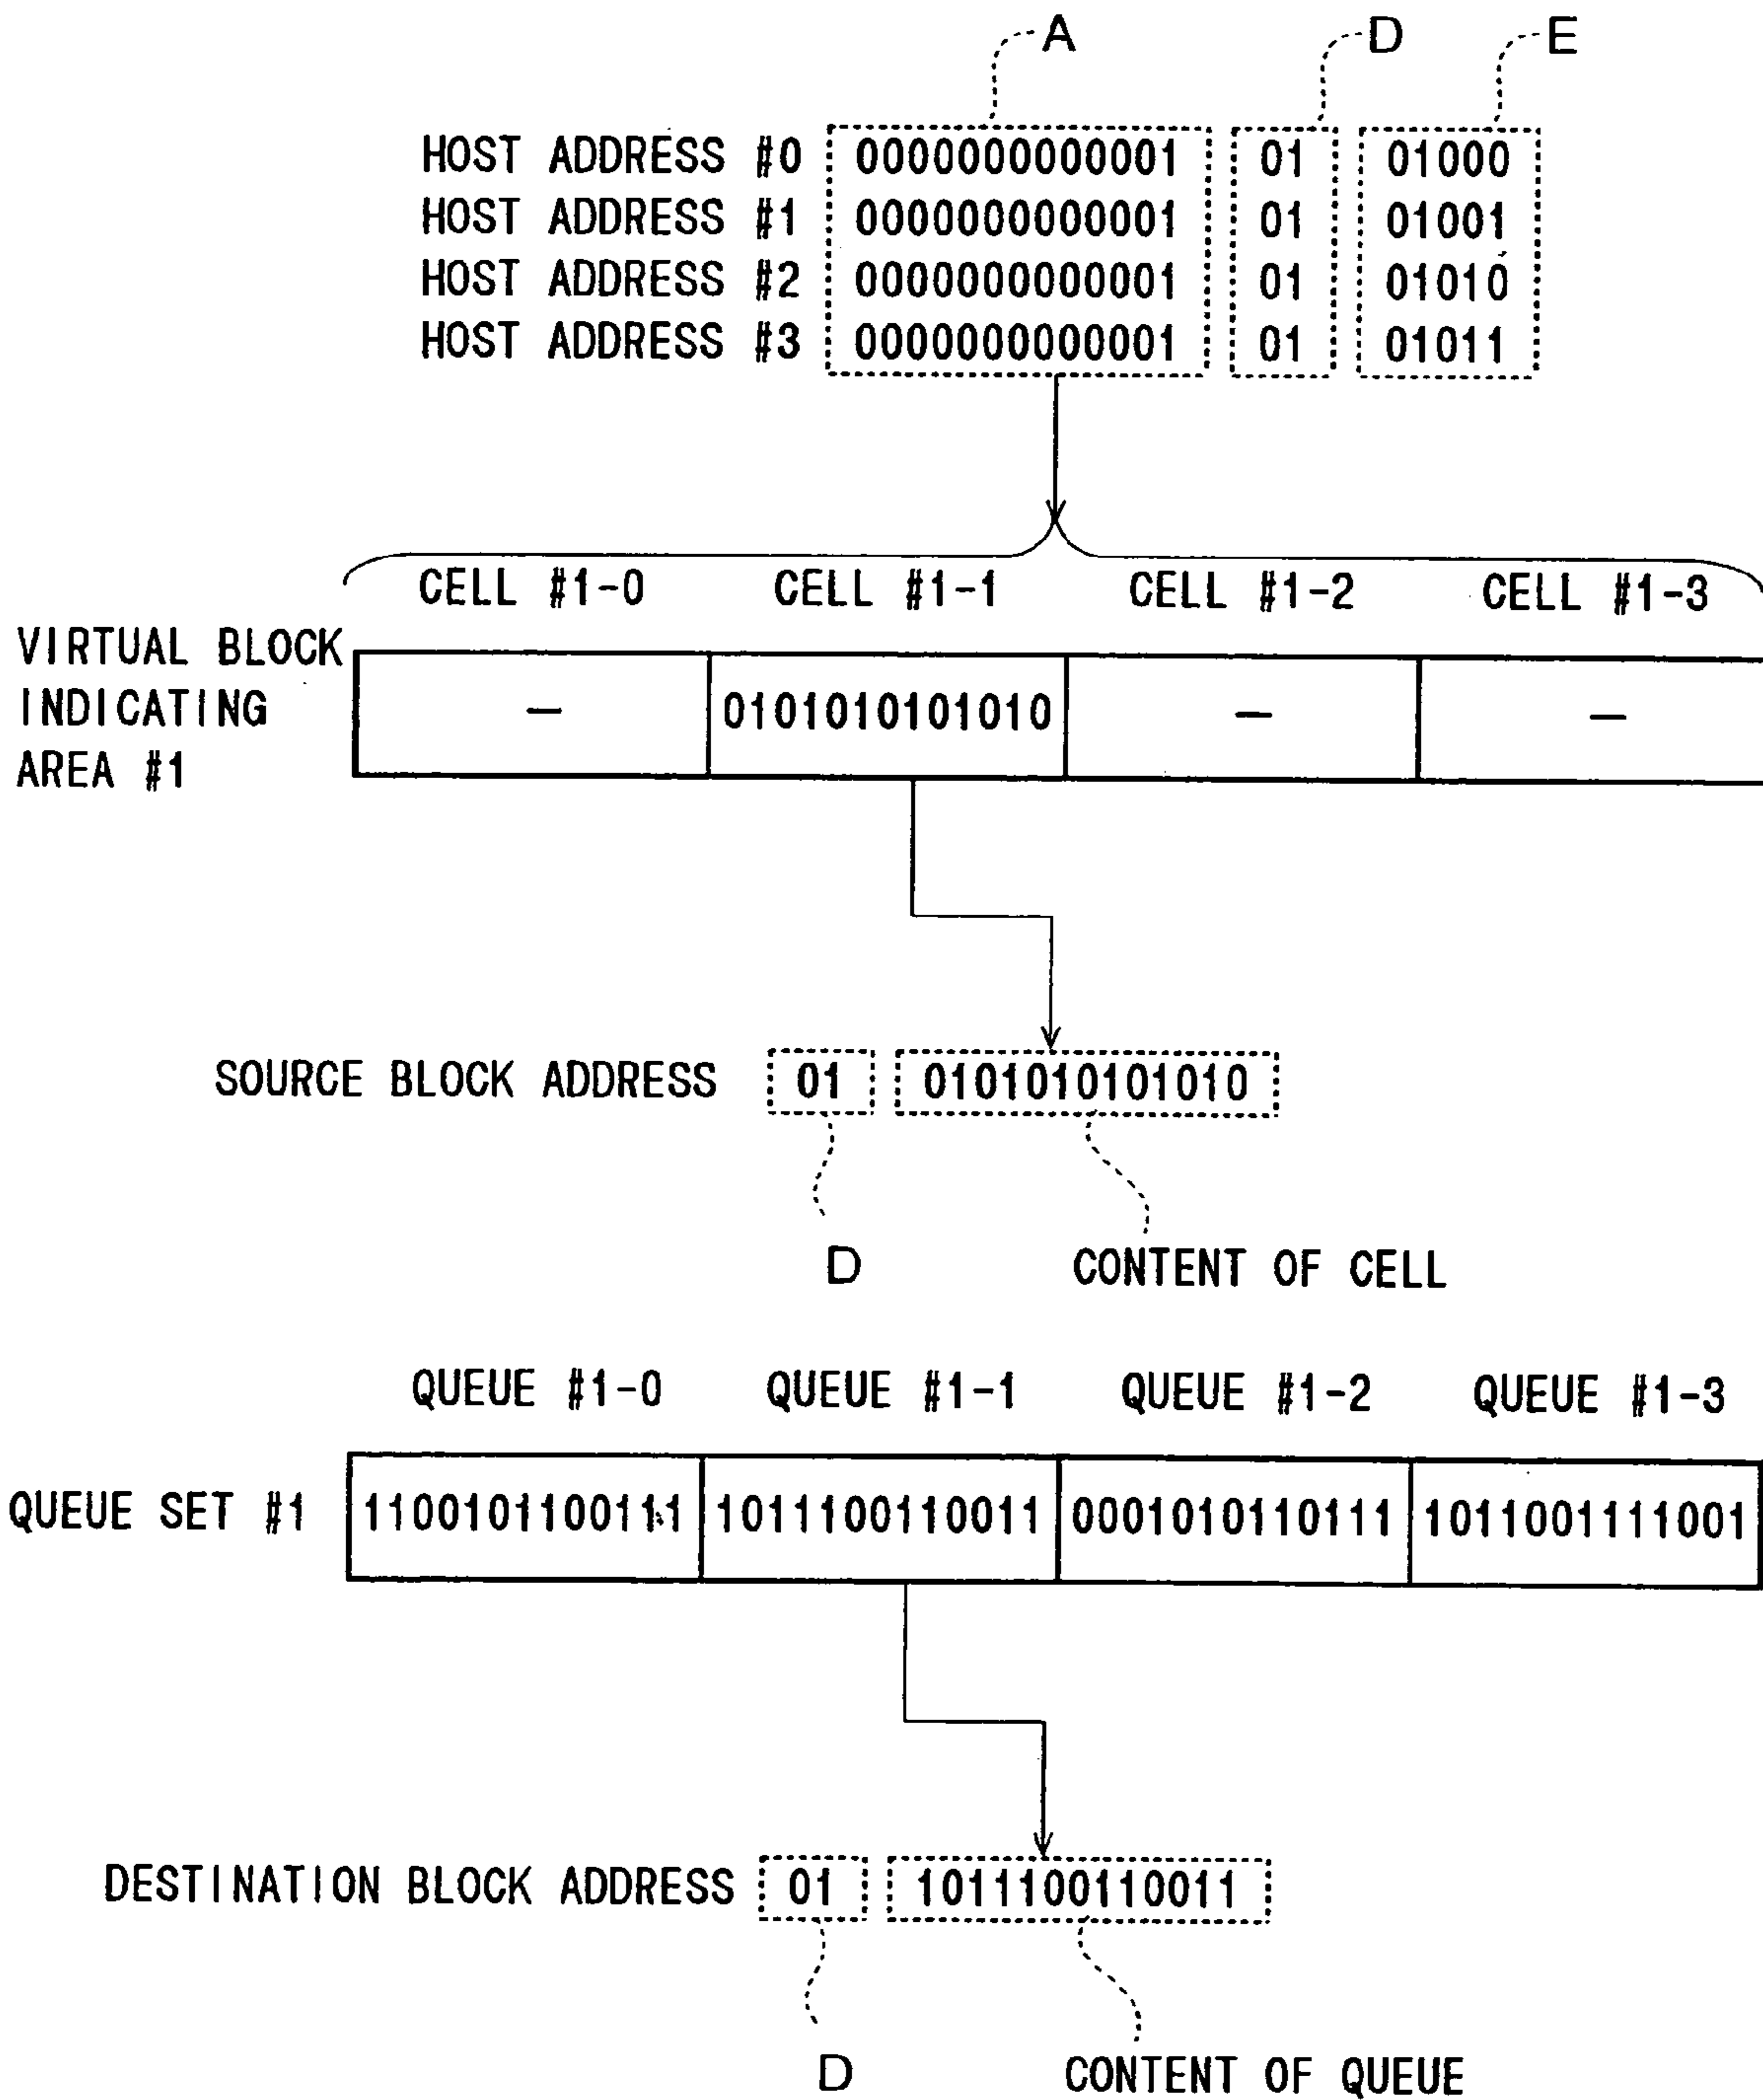 A D E
HOST ADDRESS #0 0000000000001 01 01000
HOST ADDRESS #1 0000000000001 01 01001
HOST ADDRESS #2 0000000000001 01 01010
HOST ADDRESS #3 0000000000001 01 01011
CELL #1-0 CELL #1-1 CELL #1-2 CELL #1-3
VIRTUAL BLOCK
INDICATING
AREA #1
— 0101010101010 — —
SOURCE BLOCK ADDRESS 01 0101010101010
D CONTENT OF CELL
QUEUE #1-0 QUEUE #1-1 QUEUE #1-2 QUEUE #1-3
QUEUE SET #1 1100101100111 1011100110011 0001010110111 1011001111001
DESTINATION BLOCK ADDRESS 01 1011100110011
D CONTENT OF QUEUE